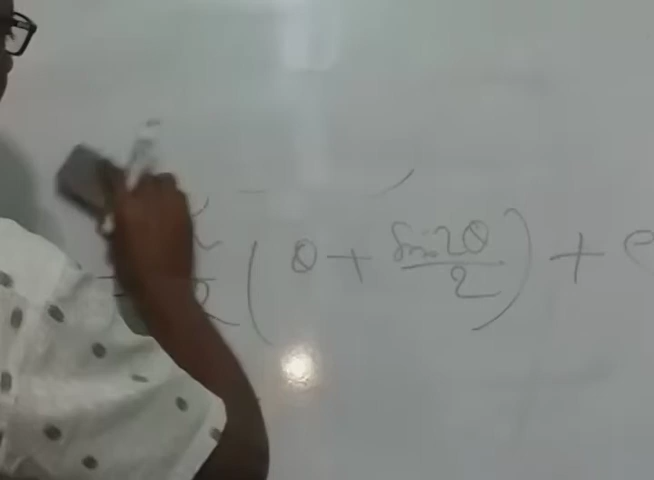 ( θ + sin2θ/2 ) + c